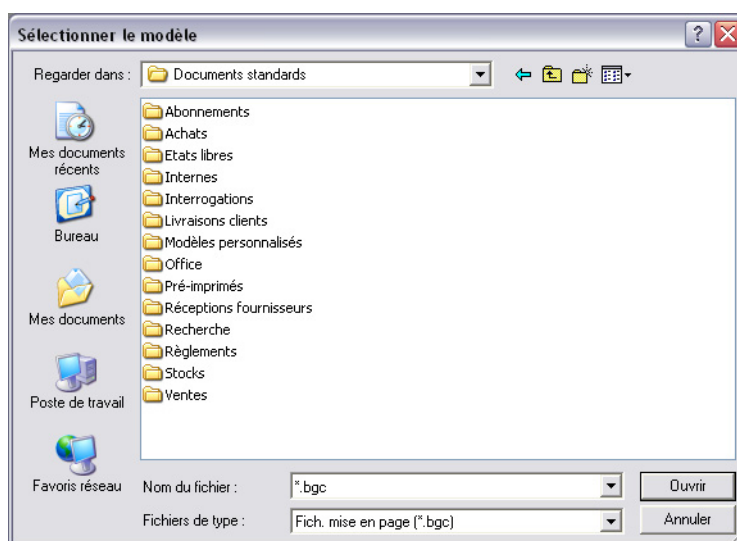 Sélectionner le modèle
Regarder dans : Documents standards
Mes documents
récents
Bureau
Mes documents
Poste de travail
Favoris réseau
Abonnements
Achats
Etats libres
Internes
Interrogations
Livraisons clients
Modèles personnalisés
Office
Pré-imprimés
Réceptions fournisseurs
Recherche
Règlements
Stocks
Ventes
Nom du fichier : *.bgc Ouvrir
Fichiers de type : Fich. mise en page (*.bgc) Annuler